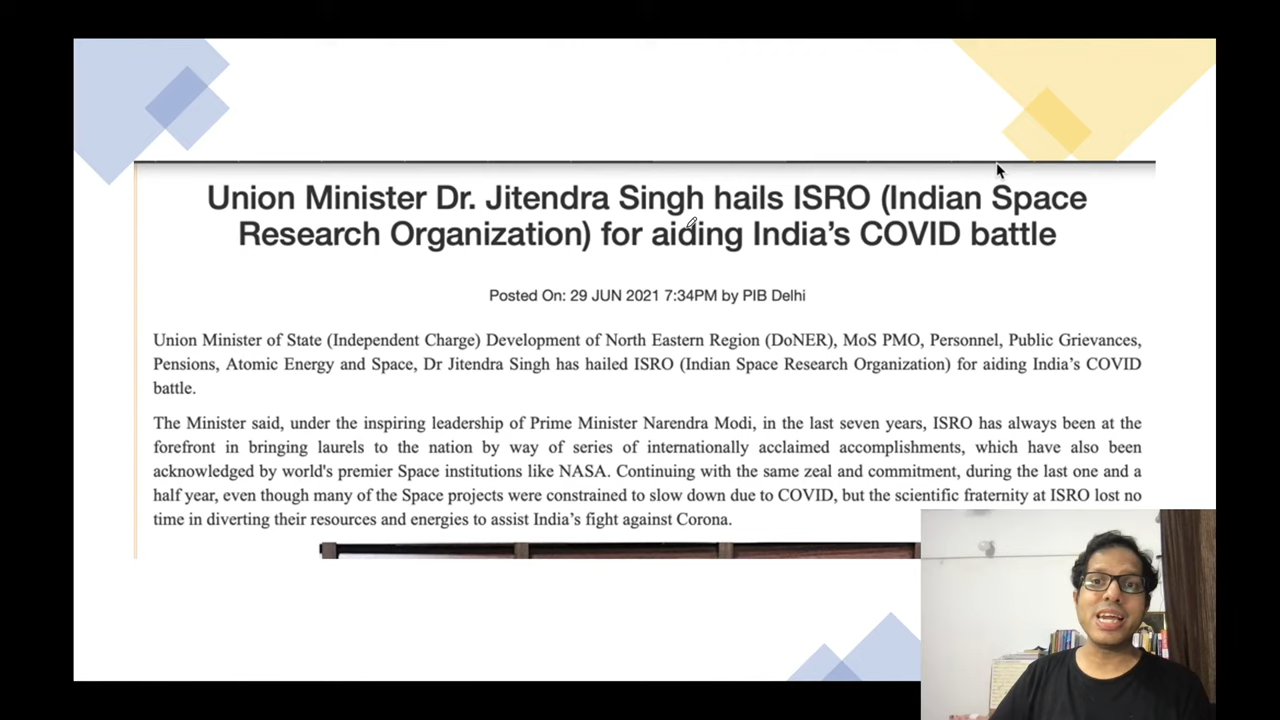 Union Minister Dr. Jitendra Singh hails ISRO (Indian Space
Research Organization) for aiding India’s COVID battle
Posted On: 29 JUN 2021 7:34PM by PIB Delhi
Union Minister of State (Independent Charge) Development of North Eastern Region (DoNER), MoS PMO, Personnel, Public Grievances,
Pensions, Atomic Energy and Space, Dr Jitendra Singh has hailed ISRO (Indian Space Research Organization) for aiding India’s COVID
battle.
The Minister said, under the inspiring leadership of Prime Minister Narendra Modi, in the last seven years, ISRO has always been at the
forefront in bringing laurels to the nation by way of series of internationally acclaimed accomplishments, which have also been
acknowledged by world's premier Space institutions like NASA. Continuing with the same zeal and commitment, during the last one and a
half year, even though many of the Space projects were constrained to slow down due to COVID, but the scientific fraternity at ISRO lost no
time in diverting their resources and energies to assist India’s fight against Corona.